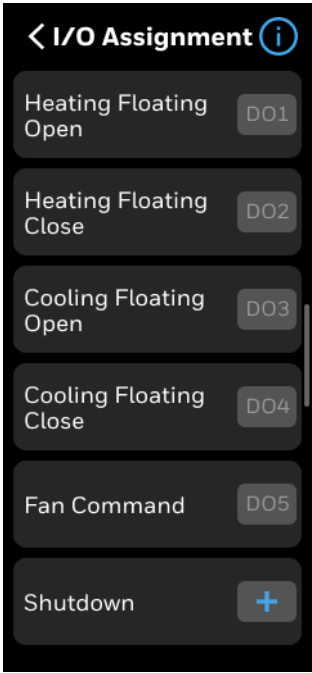 I/O Assignment
Heating Floating
Open
DO1
Heating Floating
Close
DO2
Cooling Floating
Open
DO3
Cooling Floating
Close
DO4
Fan Command
DO5
Shutdown
+